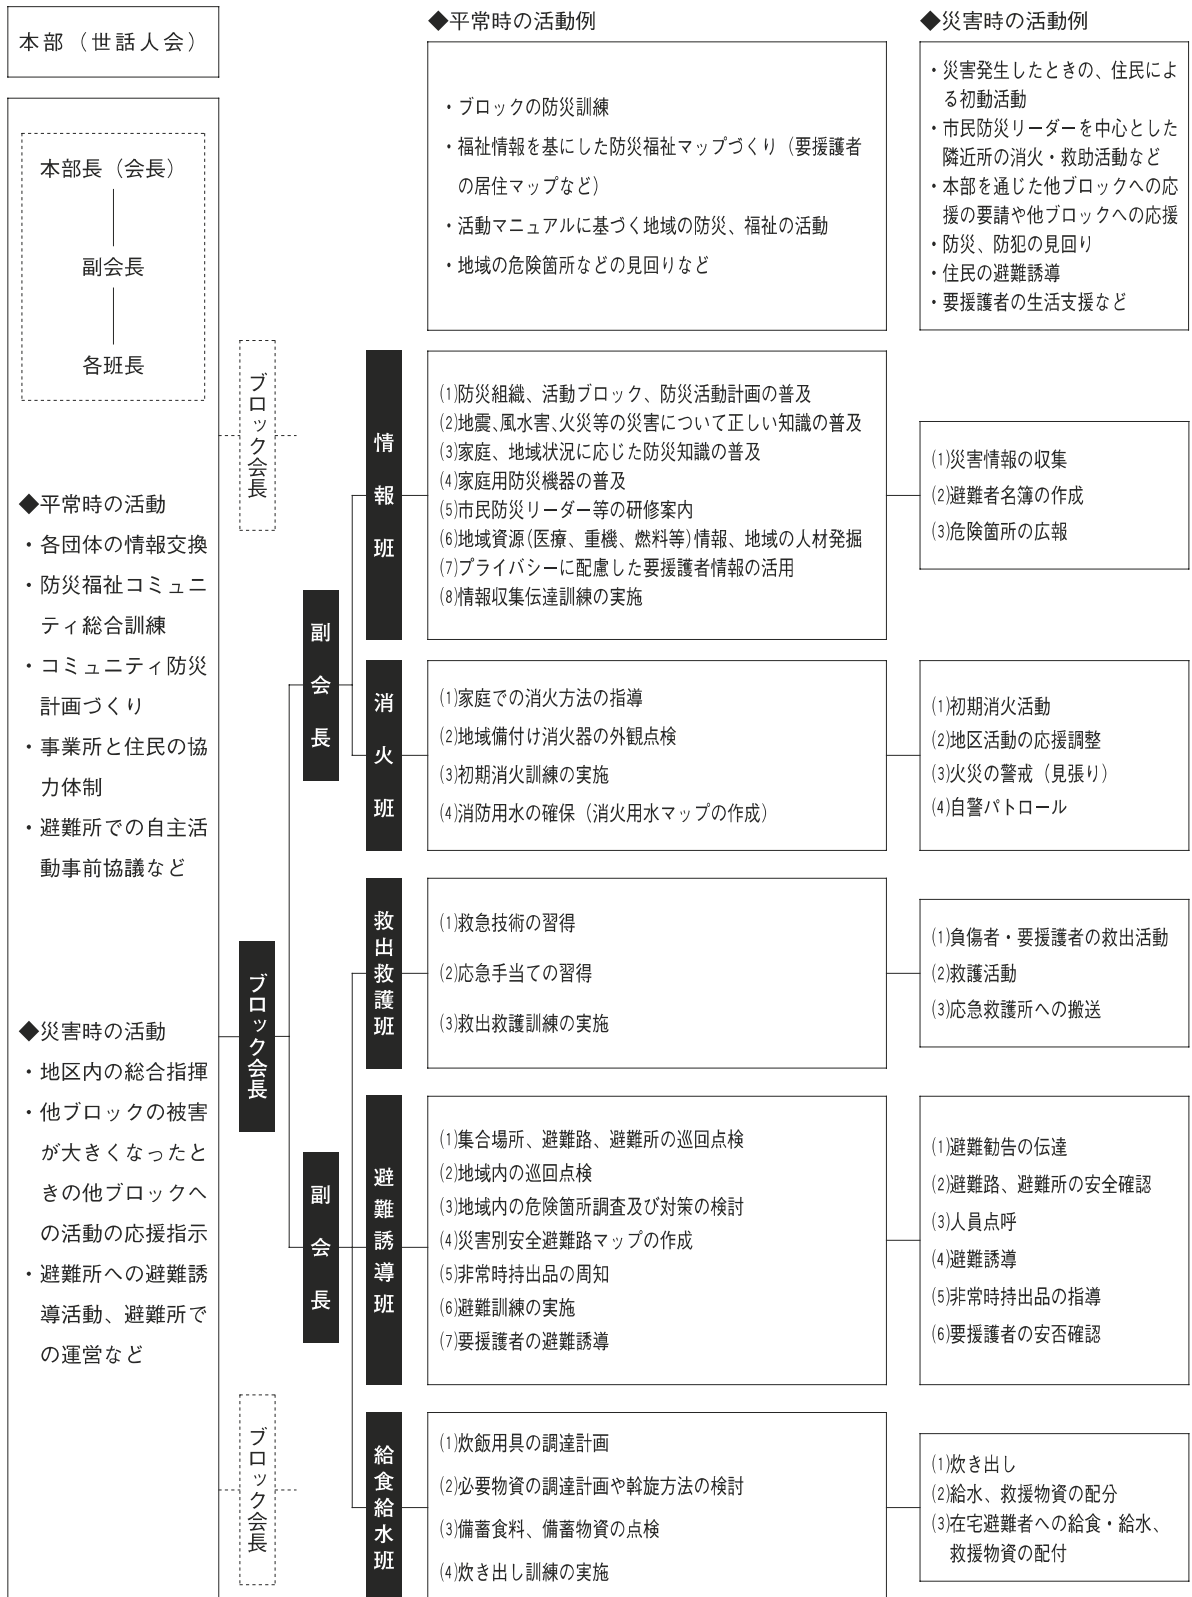 本部（世話人会）
本部長（会長）
副会長
各班長
◆平常時の活動
・各団体の情報交換
・防災福祉コミュニ
ティ総合訓練
・コミュニティ防災
計画づくり
・事業所と住民の協
力体制
・避難所での自主活
動事前協議など
◆災害時の活動
・地区内の総合指揮
・他ブロックの被害
が大きくなったと
きの他ブロックへ
の活動の応援指示
・避難所への避難誘
導活動、避難所で
の運営など
ブロック会長
ブロック会長
ブロック会長
副会長
副会長
◆平常時の活動例
・ブロックの防災訓練
・福祉情報を基にした防災福祉マップづくり（要援護者
の居住マップなど）
・活動マニュアルに基づく地域の防災、福祉の活動
・地域の危険箇所などの見回りなど
◆災害時の活動例
・災害発生したときの、住民によ
る初動活動
・市民防災リーダーを中心とした
隣近所の消火・救助活動など
・本部を通じた他ブロックへの応
援の要請や他ブロックへの応援
・防災、防犯の見回り
・住民の避難誘導
・要援護者の生活支援など
情報班
⑴防災組織、活動ブロック、防災活動計画の普及
⑵地震、風水害、火災等の災害について正しい知識の普及
⑶家庭、地域状況に応じた防災知識の普及
⑷家庭用防災機器の普及
⑸市民防災リーダー等の研修案内
⑹地域資源(医療、重機、燃料等)情報、地域の人材発掘
⑺プライバシーに配慮した要援護者情報の活用
⑻情報収集伝達訓練の実施
⑴災害情報の収集
⑵避難者名簿の作成
⑶危険箇所の広報
消火班
⑴家庭での消火方法の指導
⑵地域備付け消火器の外観点検
⑶初期消火訓練の実施
⑷消防用水の確保（消火用水マップの作成）
⑴初期消火活動
⑵地区活動の応援調整
⑶火災の警戒（見張り）
⑷自警パトロール
救出救護班
⑴救急技術の習得
⑵応急手当ての習得
⑶救出救護訓練の実施
⑴負傷者・要援護者の救出活動
⑵救護活動
⑶応急救護所への搬送
避難誘導班
⑴集合場所、避難路、避難所の巡回点検
⑵地域内の巡回点検
⑶地域内の危険箇所調査及び対策の検討
⑷災害別安全避難路マップの作成
⑸非常時持出品の周知
⑹避難訓練の実施
⑺要援護者の避難誘導
⑴避難勧告の伝達
⑵避難路、避難所の安全確認
⑶人員点呼
⑷避難誘導
⑸非常時持出品の指導
⑹要援護者の安否確認
給食給水班
⑴炊飯用具の調達計画
⑵必要物資の調達計画や斡旋方法の検討
⑶備蓄食料、備蓄物資の点検
⑷炊き出し訓練の実施
⑴炊き出し
⑵給水、救援物資の配分
⑶在宅避難者への給食・給水、
救援物資の配付